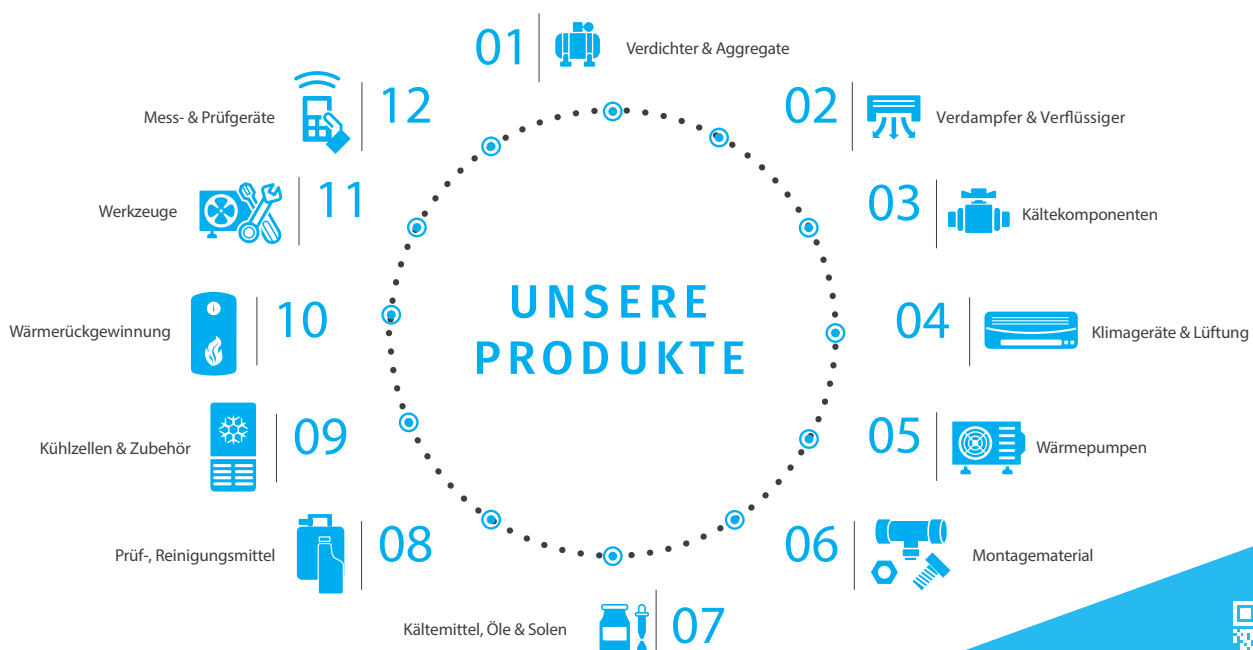 01
Verdichter & Aggregate
02
Verdampfer & Verflüssiger
03
Kältekomponenten
04
Klimageräte & Lüftung
05
Wärmepumpen
06
Montagematerial
07
Kältemittel, Öle & Solen
08
Prüf-, Reinigungsmittel
09
Kühlzellen & Zubehör
10
Wärmerückgewinnung
11
Werkzeuge
12
Mess- & Prüfgeräte
UNSERE
PRODUKTE